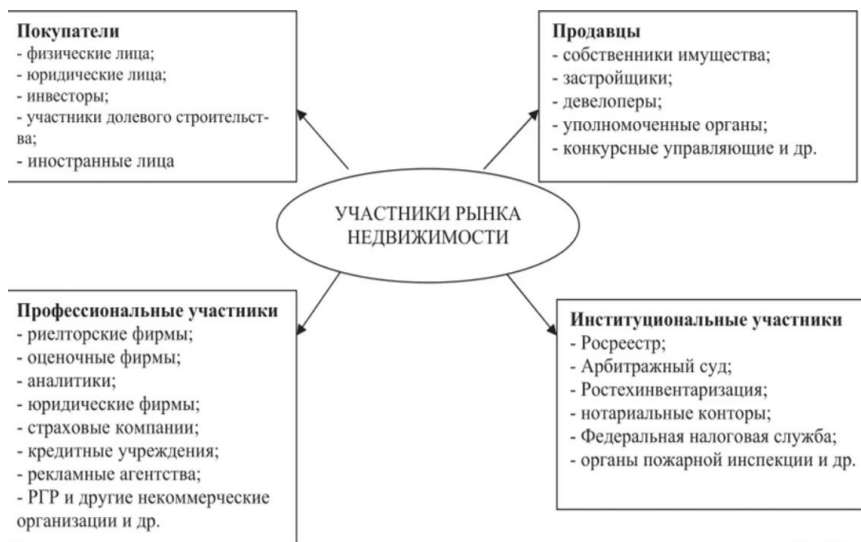 Покупатели
- физические лица;
- юридические лица;
- инвесторы;
- участники долевого строительст-
ва;
- иностранные лица
Продавцы
- собственники имущества;
- застройщики;
- девелоперы;
- уполномоченные органы;
- конкурсные управляющие и др.
УЧАСТНИКИ РЫНКА
НЕДВИЖИМОСТИ
Профессиональные участники
- риелторские фирмы;
- оценочные фирмы;
- аналитики;
- юридические фирмы;
- страховые компании;
- кредитные учреждения;
- рекламные агентства;
- РГР и другие некоммерческие
организации и др.
Институциональные участники
- Росреестр;
- Арбитражный суд;
- Ростехинвентаризация;
- нотариальные конторы;
- Федеральная налоговая служба;
- органы пожарной инспекции и др.